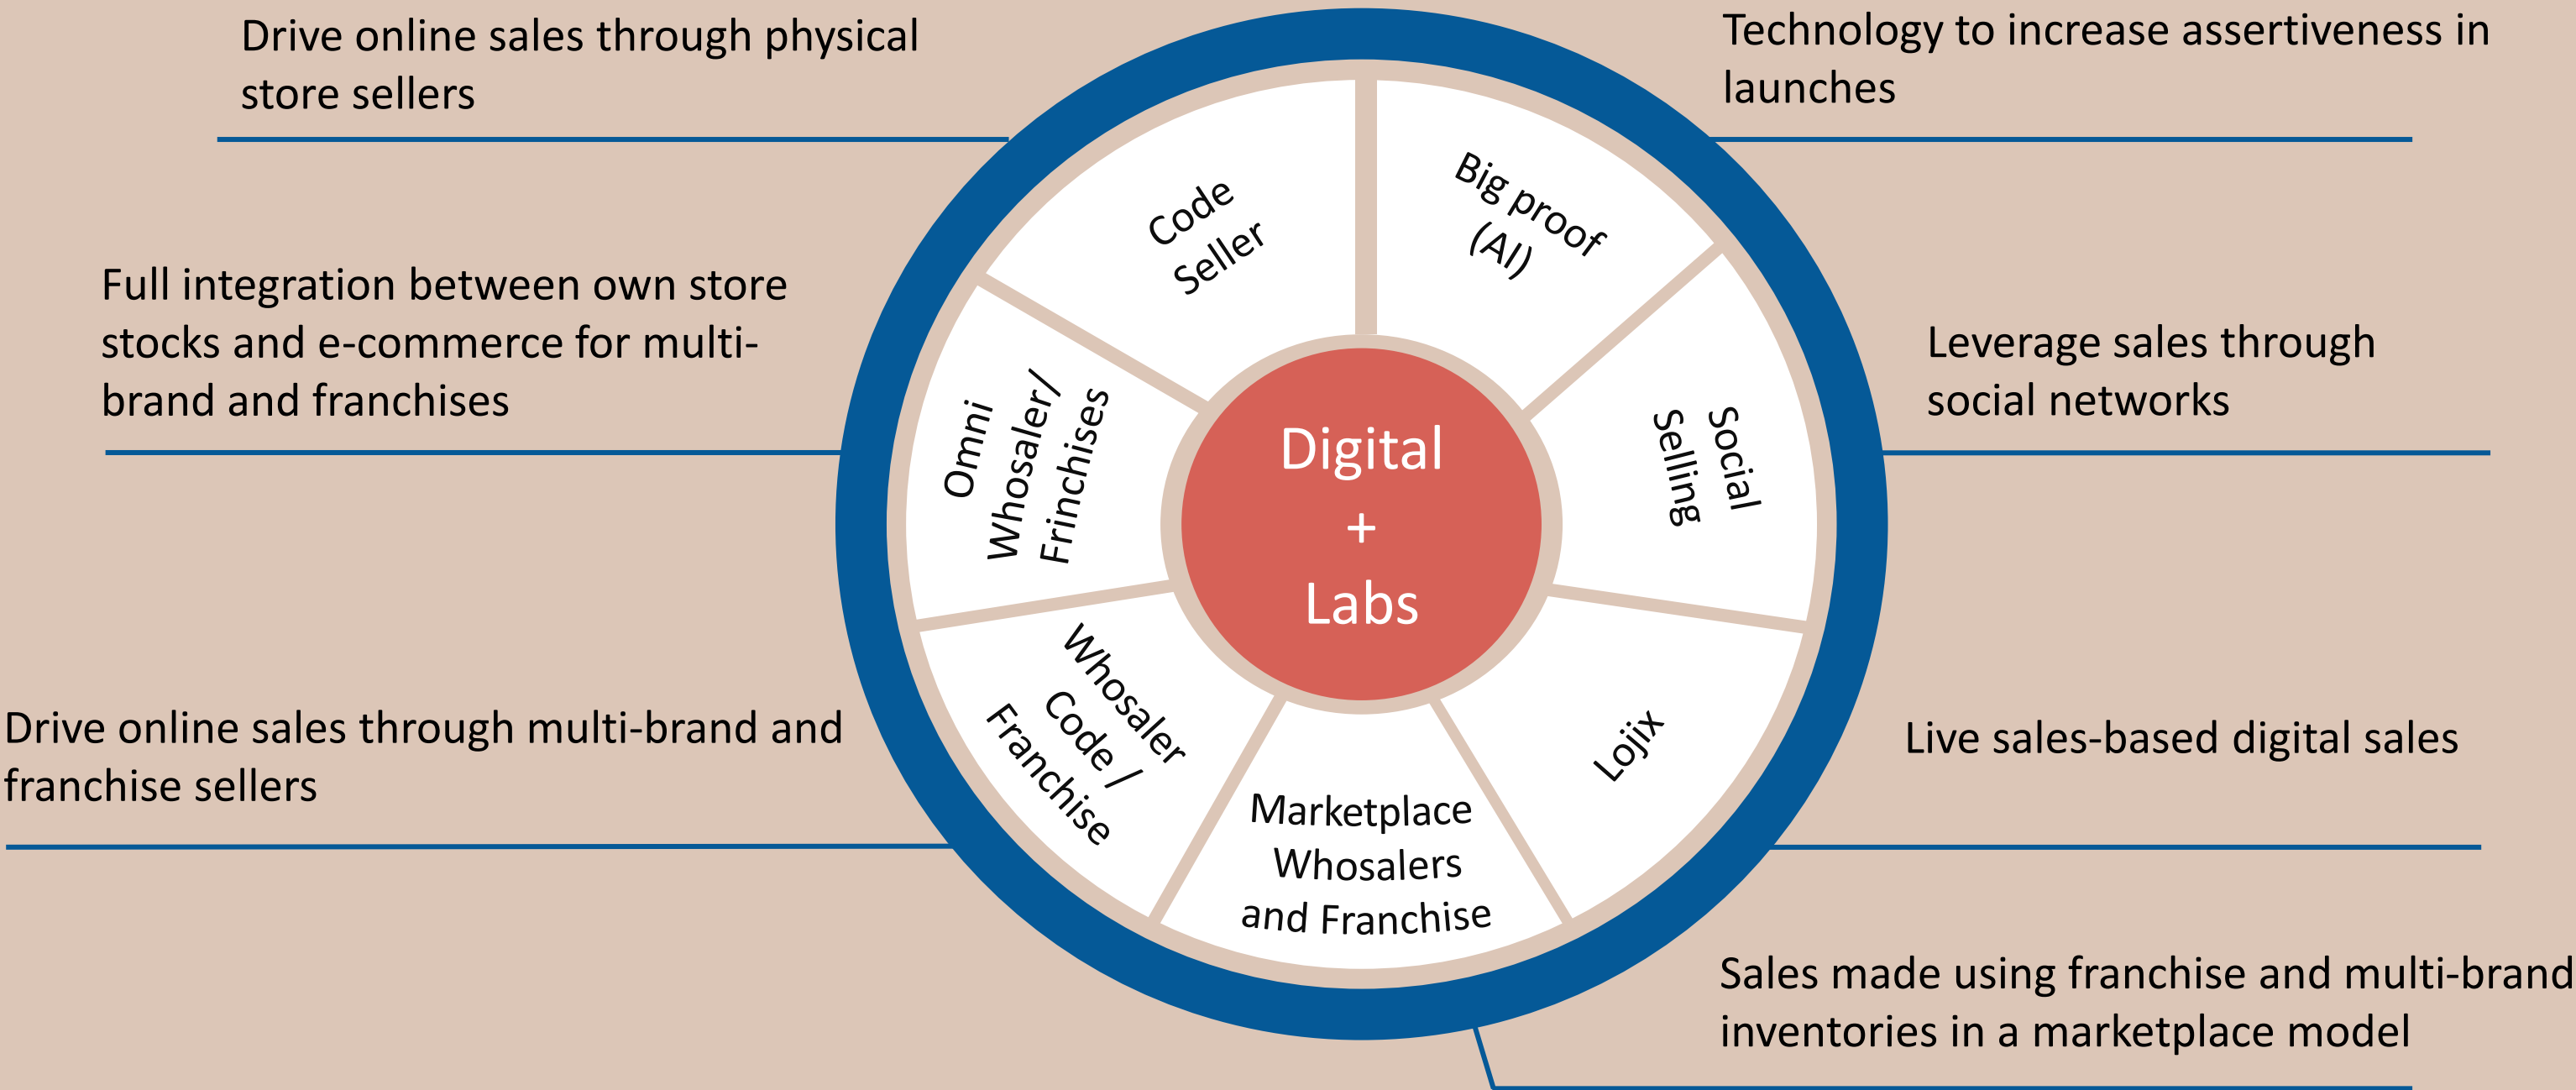 Drive online sales through physical
store sellers
Technology to increase assertiveness in
launches
Code
Seller
Big proof
(AI)
Full integration between own store
stocks and e-commerce for multi-
brand and franchises
Omni
Whosaler/
Frinchises
Digital
+
Labs
Social
Selling
Leverage sales through
social networks
Drive online sales through multi-brand and
franchise sellers
Whosaler
Code /
Franchise
Marketplace
Whosalers
and Franchise
Lojix
Live sales-based digital sales
Sales made using franchise and multi-brand
inventories in a marketplace model